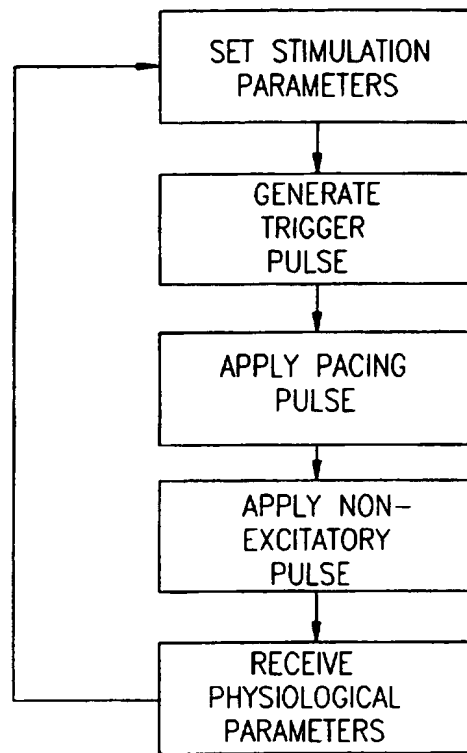 SET STIMULATION
PARAMETERS
GENERATE
TRIGGER
PULSE
APPLY PACING
PULSE
APPLY NON-
EXCITATORY
PULSE
RECEIVE
PHYSIOLOGICAL
PARAMETERS